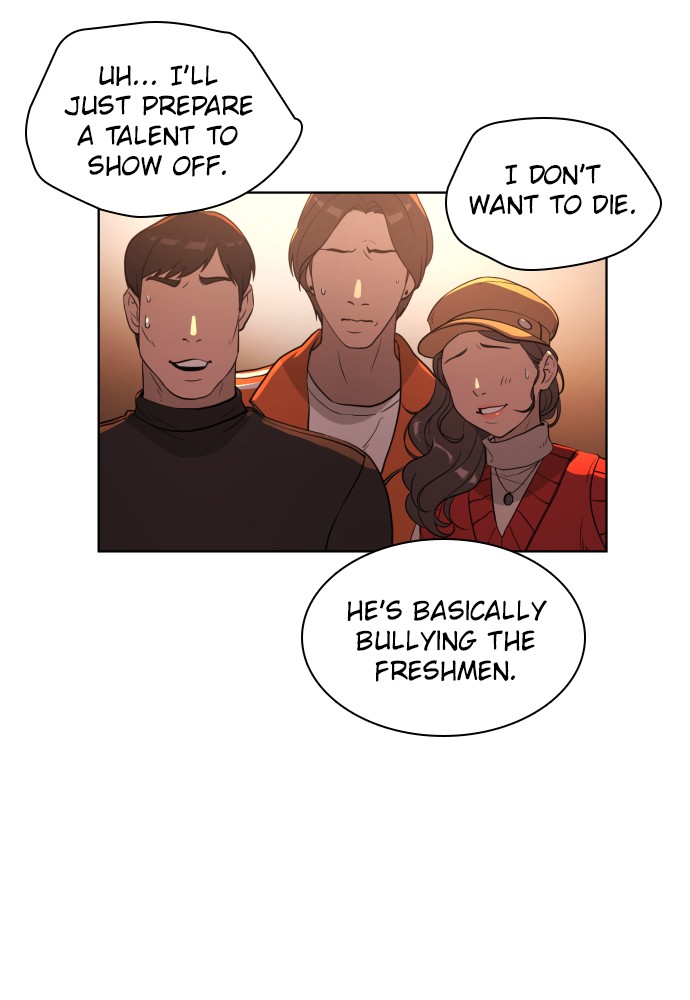 UH... I'LL
JUST PREPARE
A TALENT TO
SHOW OFF.
I DON'T
WANT TO DIE.
HE'S BASICALLY
BULLYING THE
FRESHMEN.